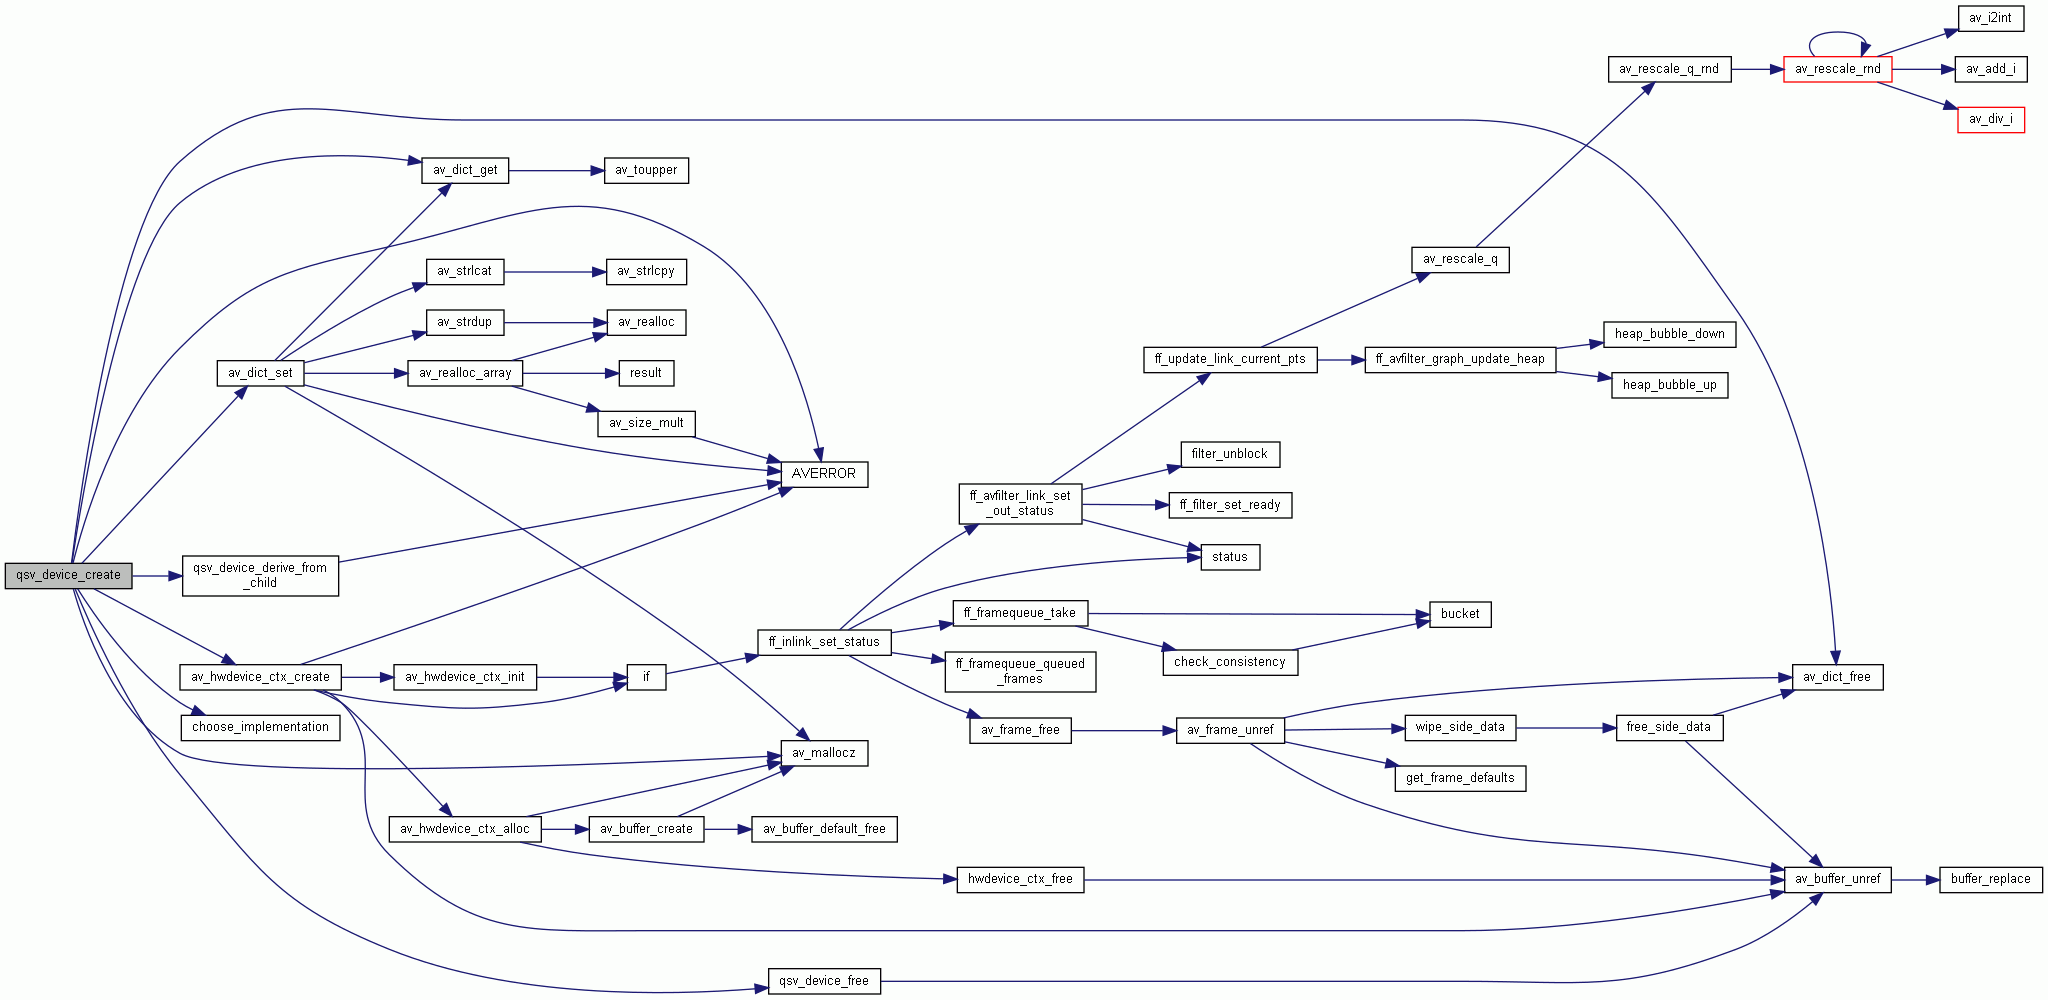 av_i2int
av_rescale_q_rnd
av_rescale_rnd
av_add_i
av_div_i
av_dict_get
av_toupper
av_rescale_q
av_strlcat
av_strlcpy
av_strdup
av_realloc
heap_bubble_down
ff_update_link_current_pts
ff_avfilter_graph_update_heap
av_dict_set
av_realloc_array
result
heap_bubble_up
av_size_mult
filter_unblock
AVERROR
ff_avfilter_link_set
_out_status
ff_filter_set_ready
status
qsv_device_create
qsv_device_derive_from
_child
ff_framequeue_take
bucket
ff_inlink_set_status
check_consistency
ff_framequeue_queued
_frames
av_hwdevice_ctx_create
av_hwdevice_ctx_init
if
av_dict_free
choose_implementation
av_frame_free
av_frame_unref
wipe_side_data
free_side_data
av_mallocz
get_frame_defaults
av_hwdevice_ctx_alloc
av_buffer_create
av_buffer_default_free
hwdevice_ctx_free
av_buffer_unref
buffer_replace
qsv_device_free